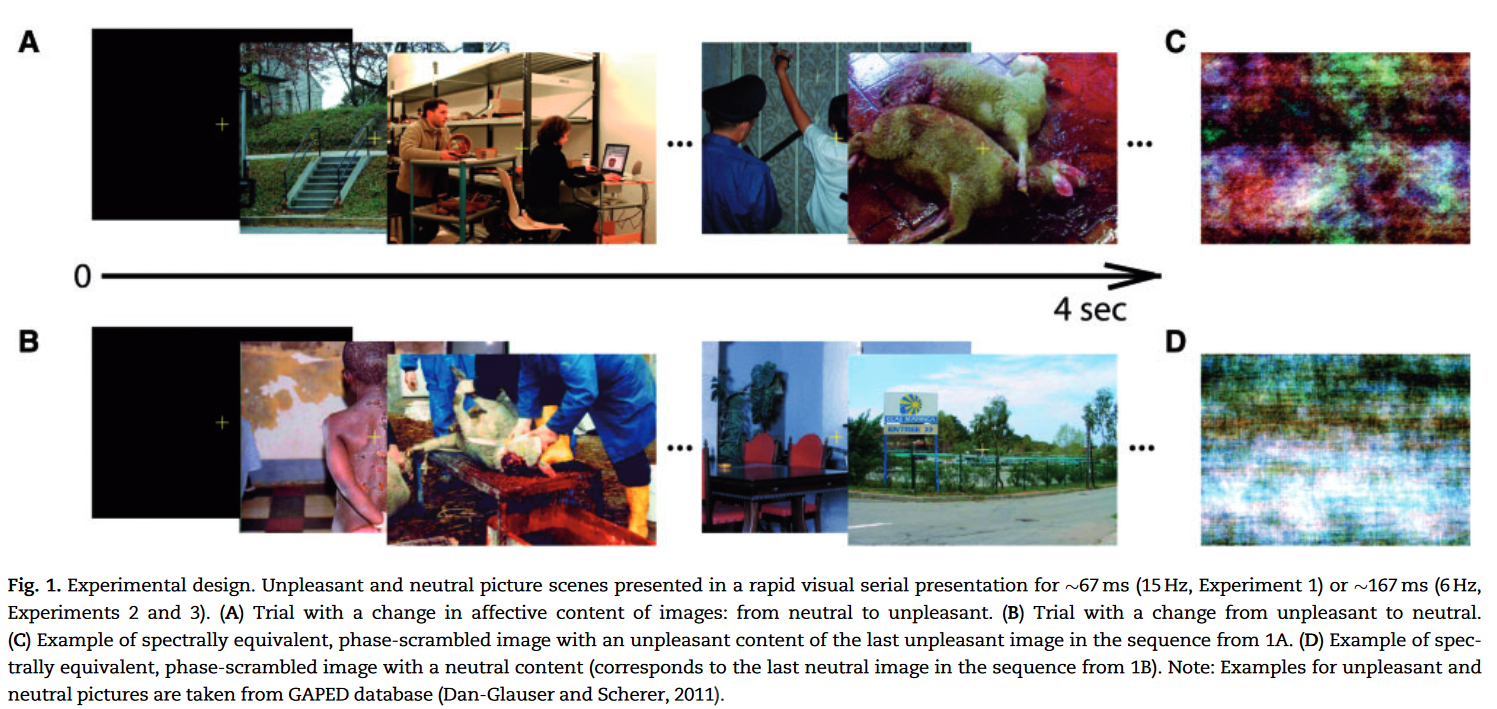 A
C
0
4 sec
B
D
Fig. 1. Experimental design. Unpleasant and neutral picture scenes presented in a rapid visual serial presentation for ∼67 ms (15 Hz, Experiment 1) or ∼167 ms (6 Hz,
Experiments 2 and 3). (A) Trial with a change in affective content of images: from neutral to unpleasant. (B) Trial with a change from unpleasant to neutral.
(C) Example of spectrally equivalent, phase-scrambled image with an unpleasant content of the last unpleasant image in the sequence from 1A. (D) Example of spec-
trally equivalent, phase-scrambled image with a neutral content (corresponds to the last neutral image in the sequence from 1B). Note: Examples for unpleasant and
neutral pictures are taken from GAPED database (Dan-Glauser and Scherer, 2011).